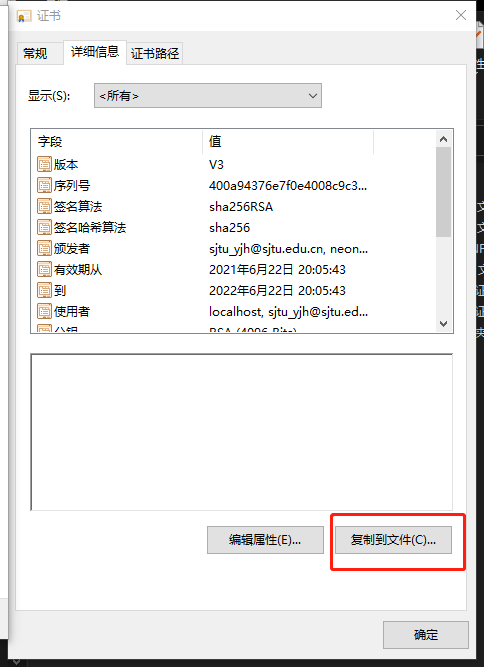 证书
常规 详细信息 证书路径
显示(S): <所有>
字段 值
版本 V3
序列号 400a94376e7f0e4008c9c3...
签名算法 sha256RSA
签名哈希算法 sha256
颁发者 sjtu_yjh@sjtu.edu.cn, neon...
有效期从 2021年6月22日 20:05:43
到 2022年6月22日 20:05:43
使用者 localhost, sjtu_yjh@sjtu.ed...
公钥 RSA (4096 Bits)
编辑属性(E)... 复制到文件(C)...
确定